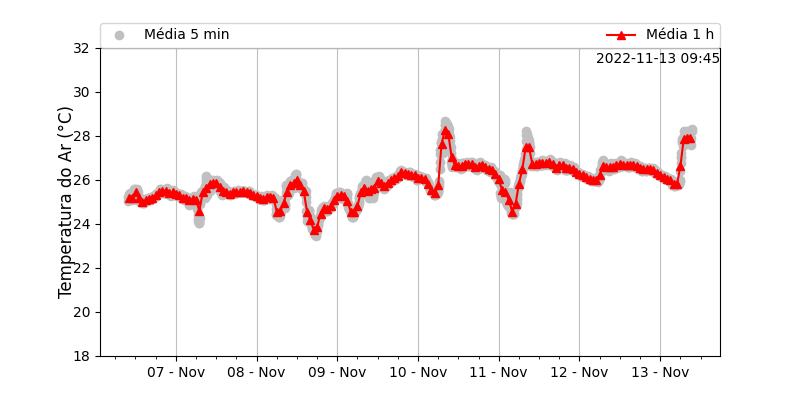 Média 5 min
Média 1 h
2022-11-13 09:45
Temperatura do Ar (°C)
32
30
28
26
24
22
20
18
07 - Nov
08 - Nov
09 - Nov
10 - Nov
11 - Nov
12 - Nov
13 - Nov